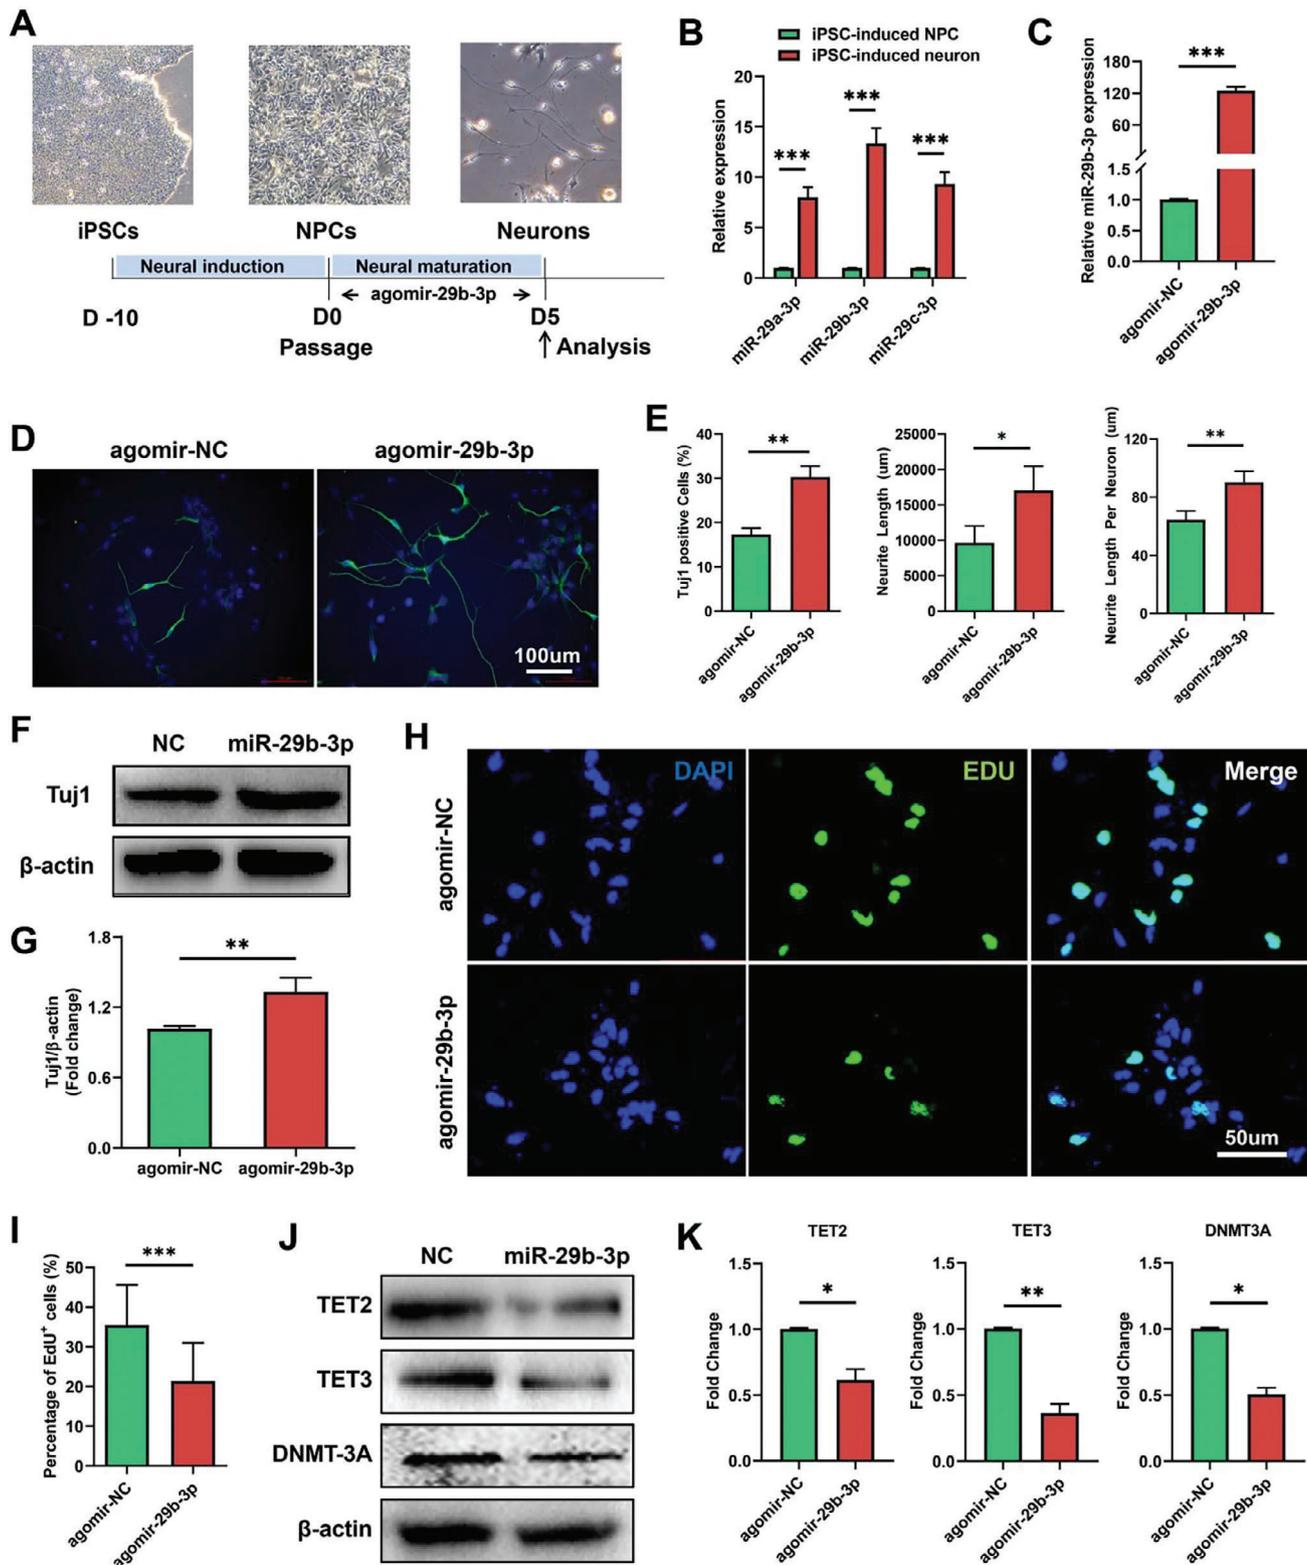 A
iPSCs
NPCs
Neurons
Neural induction
Neural maturation
agomir-29b-3p
D -10
D0
D5
Passage
Analysis
B
iPSC-induced NPC
iPSC-induced neuron
Relative expression
20
15
10
5
0
***
***
***
miR-29a-3p
miR-29b-3p
miR-29c-3p
C
Relative miR-29b-3p expression
180
120
60
1.5
1.0
0.5
0.0
***
agomir-NC
agomir-29b-3p
D
agomir-NC
agomir-29b-3p
100um
E
Tuj1 positive Cells (%)
40
30
20
10
0
**
agomir-NC
agomir-29b-3p
Neurite Length (um)
25000
20000
15000
10000
5000
0
*
agomir-NC
agomir-29b-3p
Neurite Length Per Neuron (um)
120
80
40
0
**
agomir-NC
agomir-29b-3p
F
NC
miR-29b-3p
Tuj1
β-actin
G
Tuj1/β-actin
(Fold change)
1.8
1.2
0.6
0.0
**
agomir-NC
agomir-29b-3p
H
DAPI
EDU
Merge
agomir-NC
agomir-29b-3p
50um
I
Percentage of EdU+ cells (%)
50
40
30
20
10
0
***
agomir-NC
agomir-29b-3p
J
NC
miR-29b-3p
TET2
TET3
DNMT-3A
β-actin
K
TET2
Fold Change
1.5
1.0
0.5
0.0
*
agomir-NC
agomir-29b-3p
TET3
Fold Change
1.5
1.0
0.5
0.0
**
agomir-NC
agomir-29b-3p
DNMT3A
Fold Change
1.5
1.0
0.5
0.0
*
agomir-NC
agomir-29b-3p